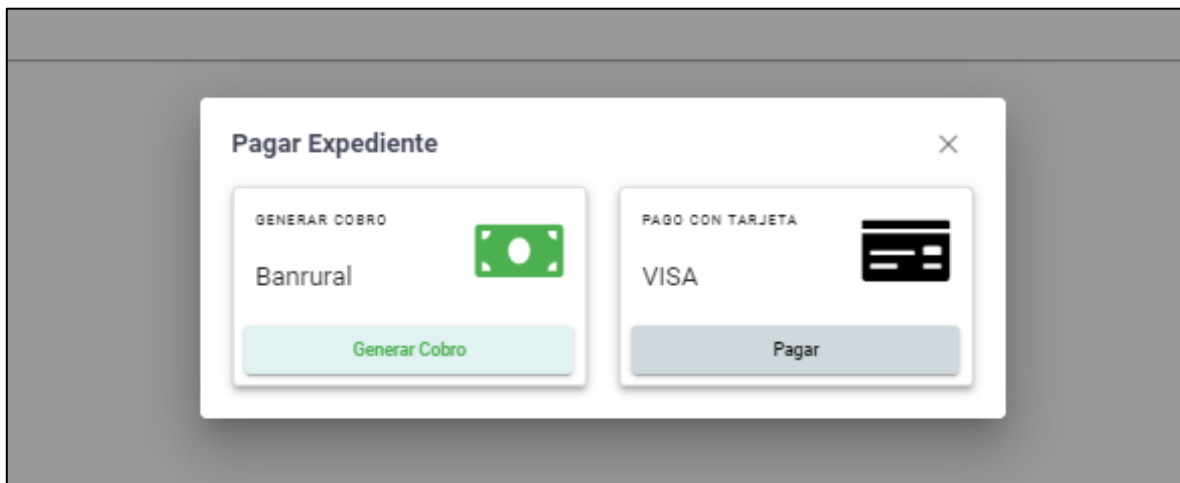 Pagar Expediente
GENERAR COBRO
Banrural
Generar Cobro
PAGO CON TARJETA
VISA
Pagar